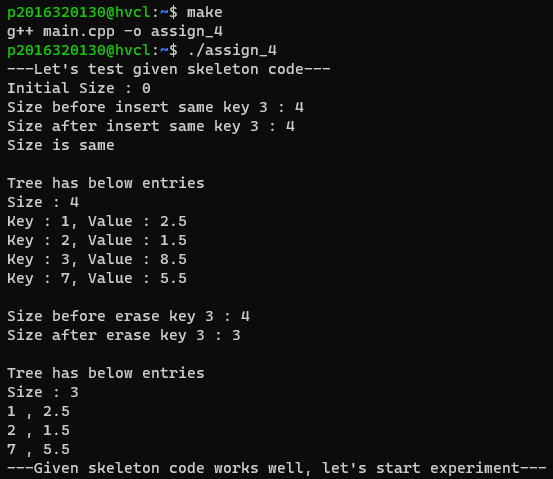 p2016320130@hvcl:~$ make
g++ main.cpp -o assign_4
p2016320130@hvcl:~$ ./assign_4
---Let's test given skeleton code---
Initial Size : 0
Size before insert same key 3 : 4
Size after insert same key 3 : 4
Size is same
Tree has below entries
Size : 4
Key : 1, Value : 2.5
Key : 2, Value : 1.5
Key : 3, Value : 8.5
Key : 7, Value : 5.5
Size before erase key 3 : 4
Size after erase key 3 : 3
Tree has below entries
Size : 3
1 , 2.5
2 , 1.5
7 , 5.5
---Given skeleton code works well, let's start experiment---